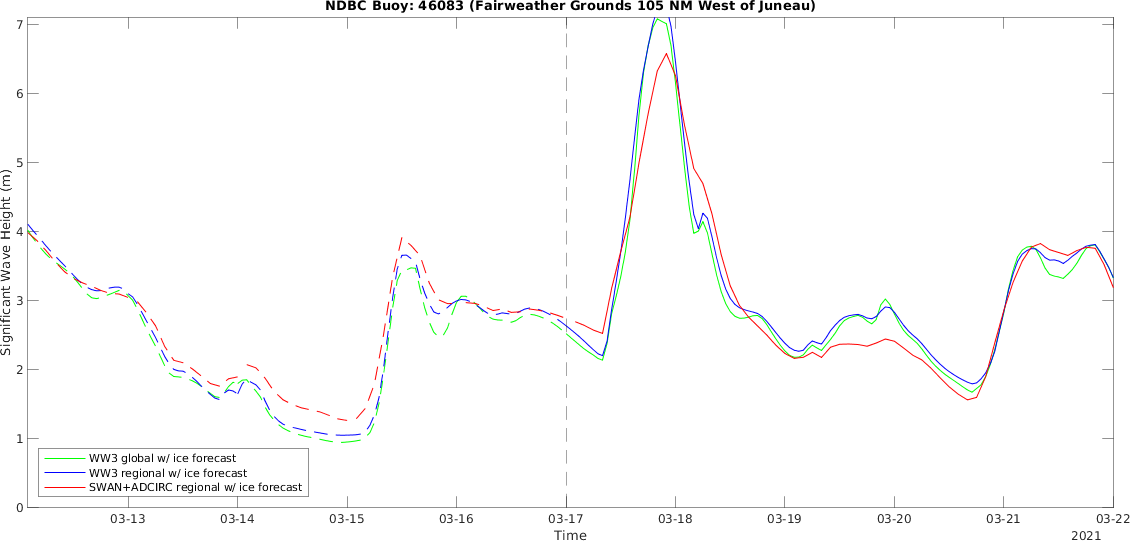 NDBC Buoy: 46083 (Fairweather Grounds 105 NM West of Juneau)
7
6
5
4
3
2
1
0
Significant Wave Height (m)
WW3 global w/ ice forecast
WW3 regional w/ ice forecast
SWAN+ADCIRC regional w/ ice forecast
03-13 03-14 03-15 03-16 03-17 03-18 03-19 03-20 03-21 03-22
Time
2021